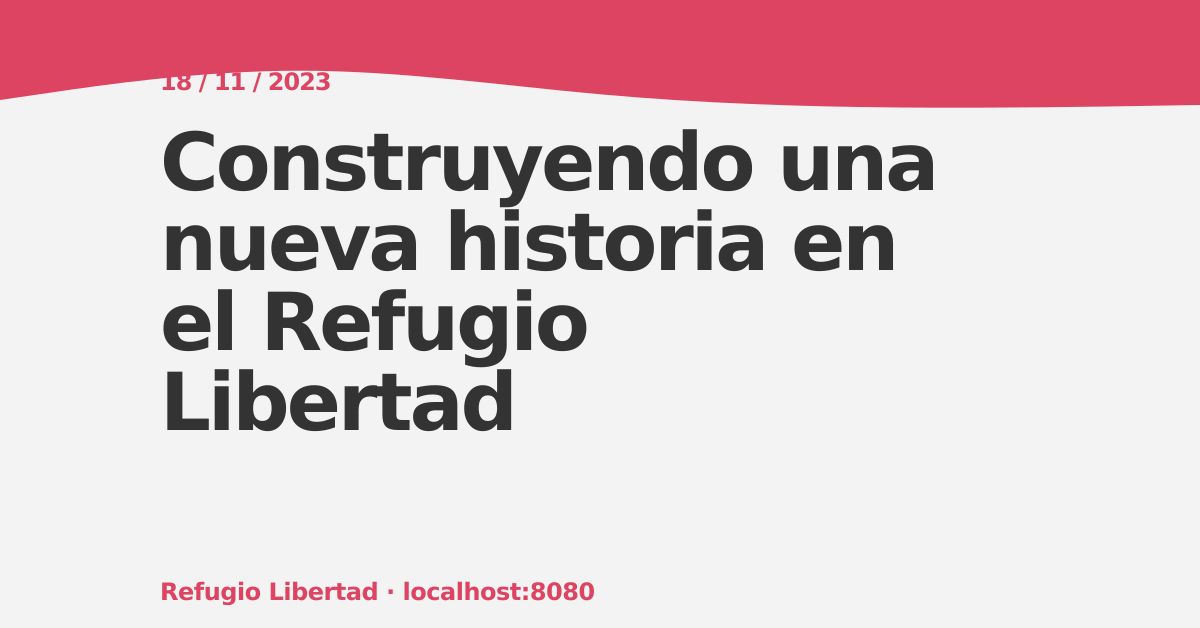 18 / 11 / 2023
Construyendo una
nueva historia en
el Refugio
Libertad
Refugio Libertad · localhost:8080